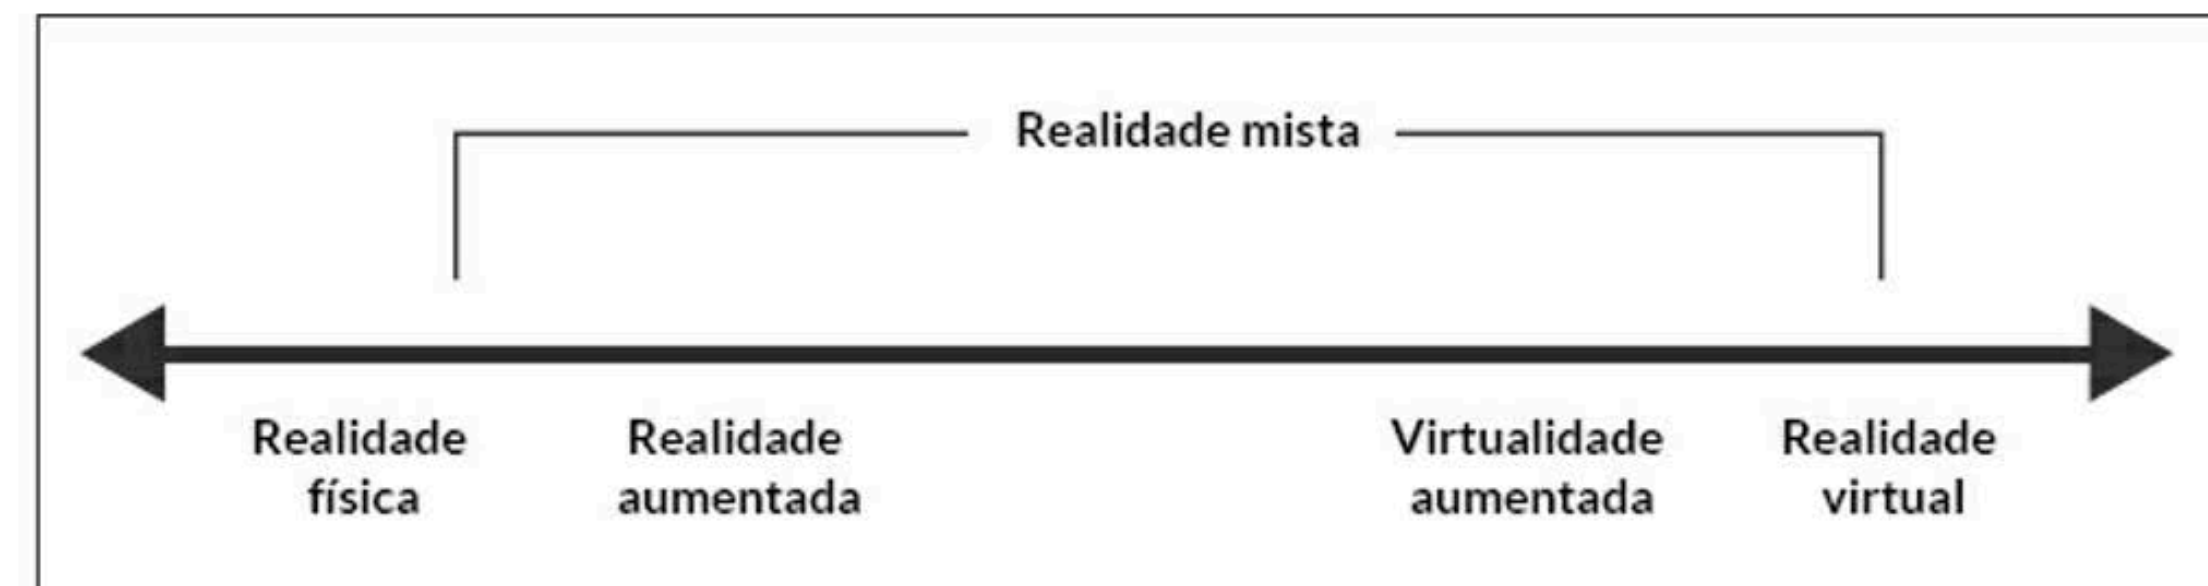 Realidade mista
Realidade física
Realidade aumentada
Virtualidade aumentada
Realidade virtual